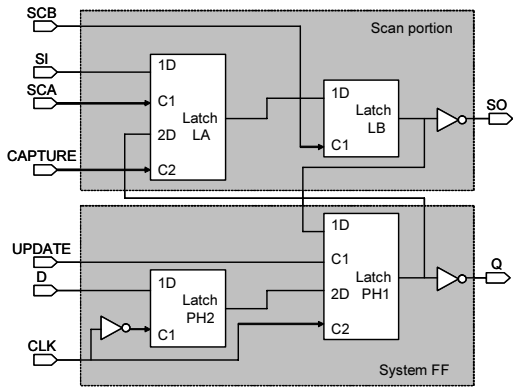 SCB
Scan portion
SI
1D
SCA
C1
1D
Latch
LA
Latch
LB
SO
2D
C1
CAPTURE
C2
1D
UPDATE
C1
Q
D
1D
2D
Latch
PH1
Latch
PH2
C1
C2
CLK
System FF